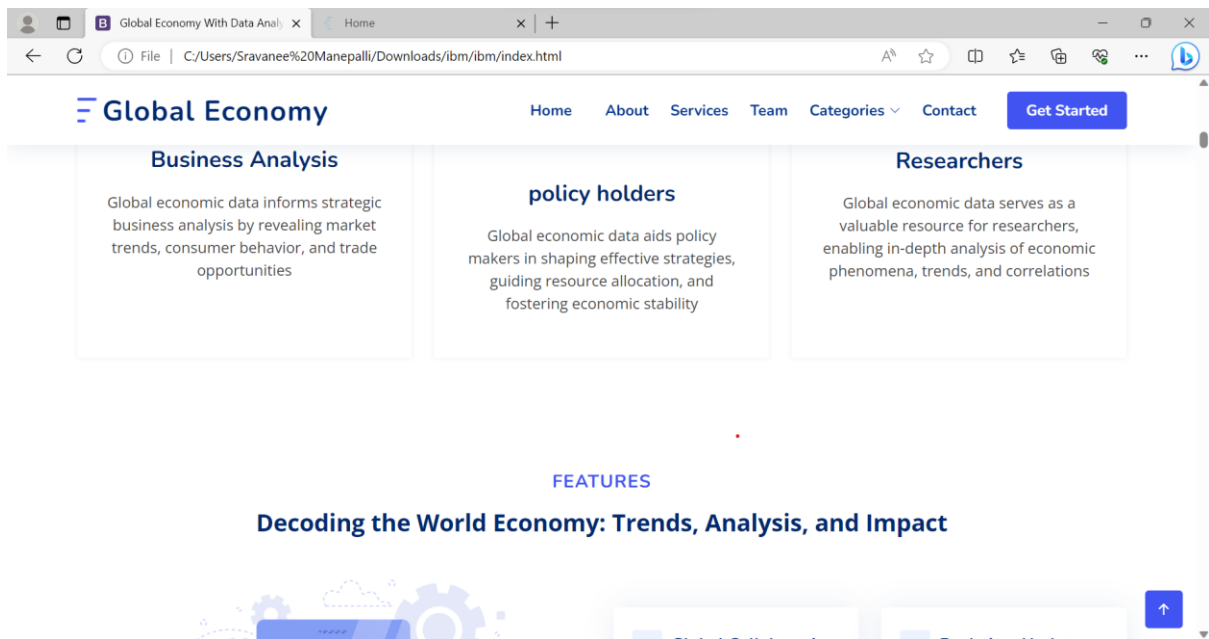 Global Economy With Data Analy
Home
File | C:/Users/Sravanee%20Manepalli/Downloads/ibm/ibm/index.html
Global Economy
Home About Services Team Categories Contact Get Started
Business Analysis
Global economic data informs strategic
business analysis by revealing market
trends, consumer behavior, and trade
opportunities
policy holders
Global economic data aids policy
makers in shaping effective strategies,
guiding resource allocation, and
fostering economic stability
Researchers
Global economic data serves as a
valuable resource for researchers,
enabling in-depth analysis of economic
phenomena, trends, and correlations
FEATURES
Decoding the World Economy: Trends, Analysis, and Impact